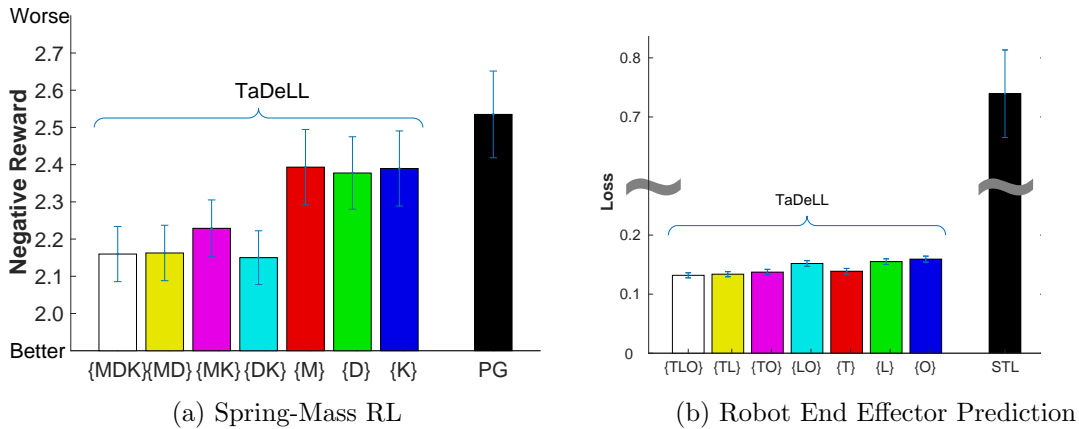 Worse
2.7
2.6
2.5
2.4
2.3
2.2
2.1
2.0
Better
Negative Reward
TaDeLL
{MDK}
{MD}
{MK}
{DK}
{M}
{D}
{K}
PG
(a) Spring-Mass RL
0.8
0.7
0.2
0.1
0
Loss
TaDeLL
{TLO}
{TL}
{TO}
{LO}
{T}
{L}
{O}
STL
(b) Robot End Effector Prediction